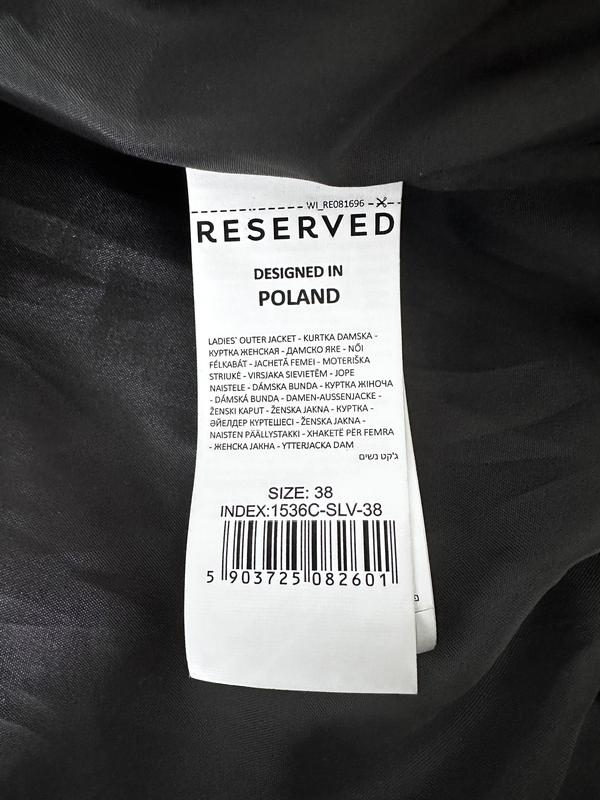 WI_RE081696
RESERVED
DESIGNED IN
POLAND
LADIES` OUTER JACKET - KURTKA DAMSKA -
КУРТКА ЖЕНСКАЯ - ДАМСКО ЯКЕ - NŐI
FÉLKABÁT - JACHETĂ FEMEI - MOTERIŠKA
STRIUKĖ - VIRSJAKA SIEVIETĒM - JOPE
NAISTELE - DÁMSKA BUNDA - КУРТКА ЖІНОЧА
- DÁMSKÁ BUNDA - DAMEN-AUSSENJACKE -
ŽENSKI KAPUT - ŽENSKA JAKNA - КУРТКА -
ӘЙЕЛДЕР КУРТЕШЕСІ - ŽENSKA JAKNA -
NAISTEN PÄÄLLYSTAKKI - XHAKETË PËR FEMRA
- ЖЕНСКА ЈАКНА - YTTERJACKA DAM
ג'קט נשים
SIZE: 38
INDEX:1536C-SLV-38
5 903725 082601